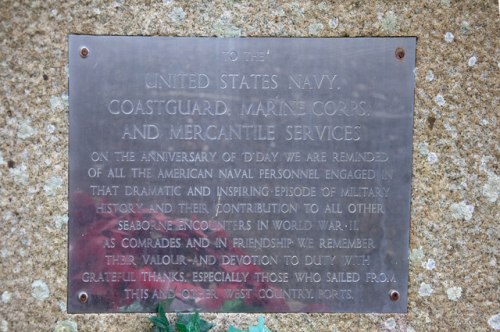 TO THE
UNITED STATES NAVY,
COASTGUARD, MARINE CORPS,
AND MERCANTILE SERVICES
ON THE ANNIVERSARY OF 'D'DAY WE ARE REMINDED
OF ALL THE AMERICAN NAVAL PERSONNEL ENGAGED IN
THAT DRAMATIC AND INSPIRING EPISODE OF MILITARY
HISTORY AND THEIR CONTRIBUTION TO ALL OTHER
SEABORNE ENCOUNTERS IN WORLD WAR · II.
AS COMRADES AND IN FRIENDSHIP WE REMEMBER
THEIR VALOUR AND DEVOTION TO DUTY WITH
GRATEFUL THANKS, ESPECIALLY THOSE WHO SAILED FROM
THIS AND OTHER WEST COUNTRY PORTS.